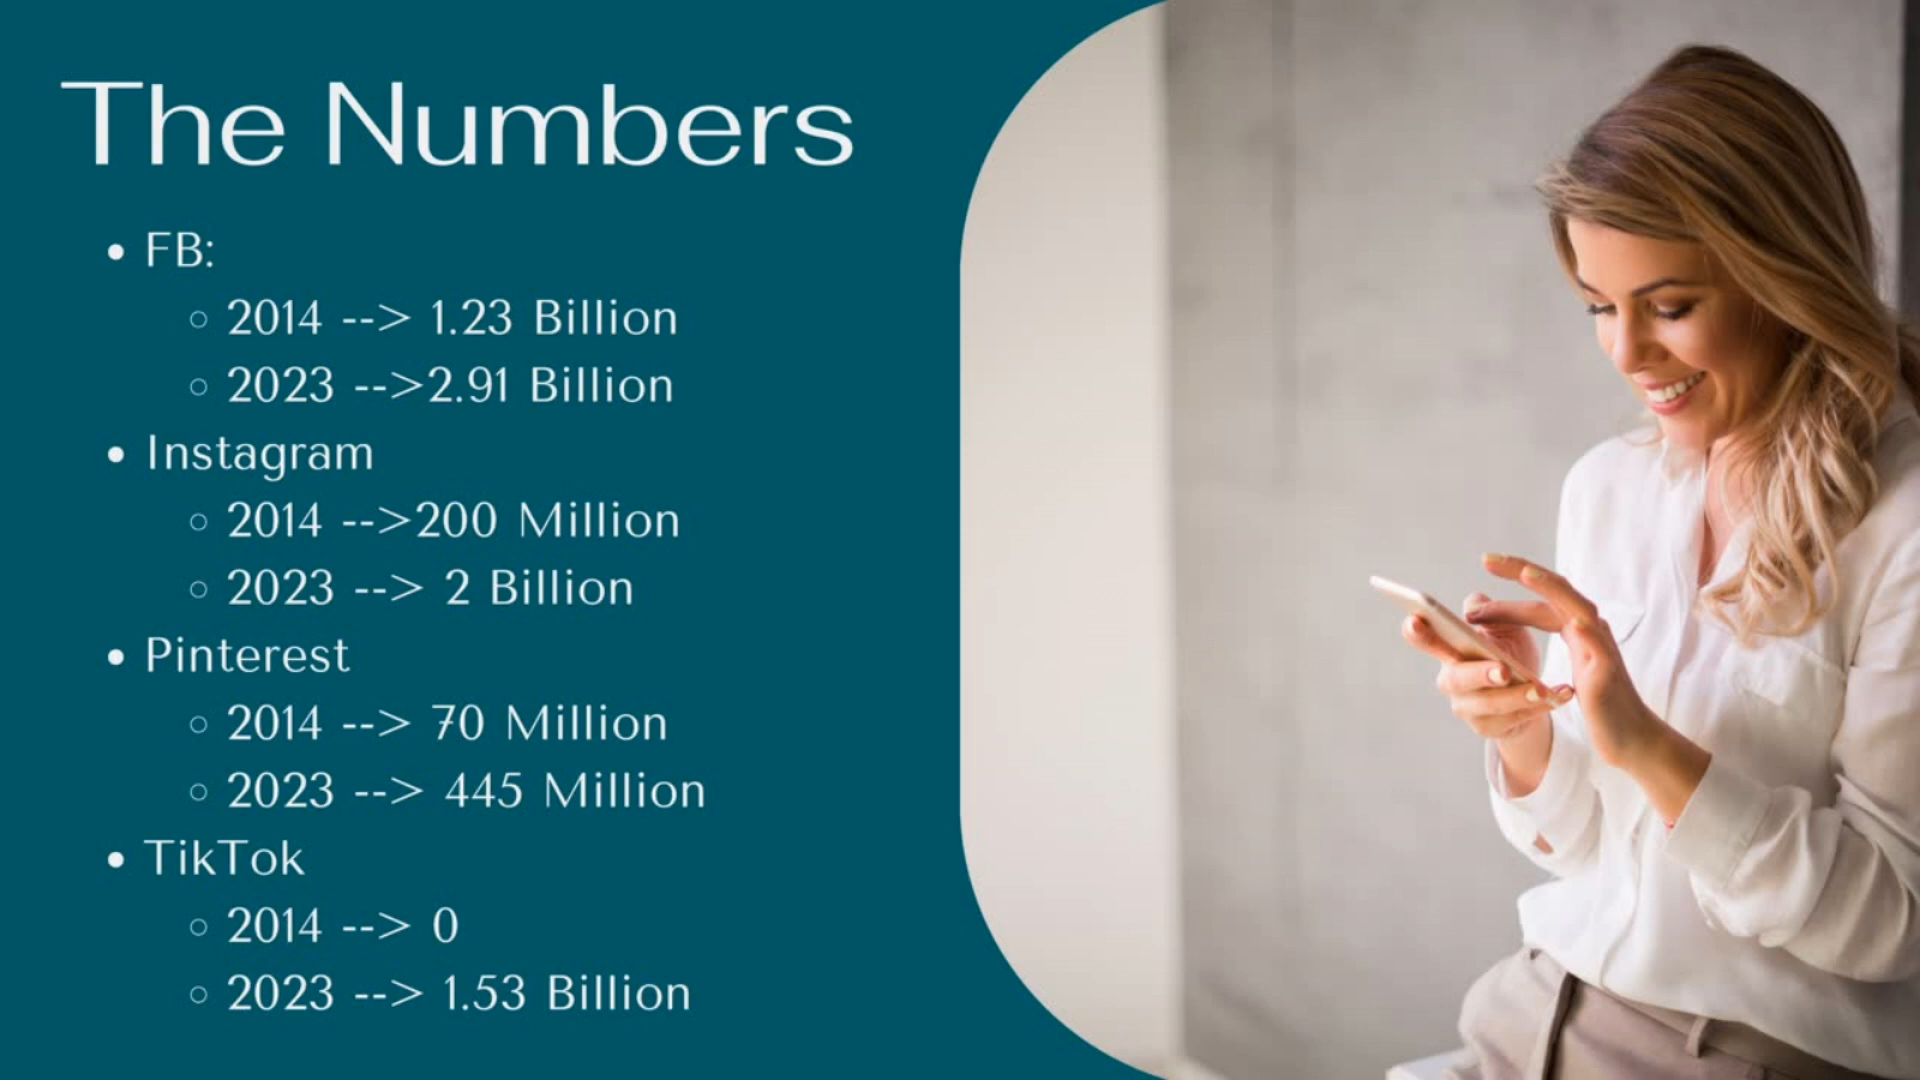 The Numbers
• FB:
○ 2014 --> 1.23 Billion
○ 2023 -->2.91 Billion
• Instagram
○ 2014 -->200 Million
○ 2023 --> 2 Billion
• Pinterest
○ 2014 --> 70 Million
○ 2023 --> 445 Million
• TikTok
○ 2014 --> 0
○ 2023 --> 1.53 Billion